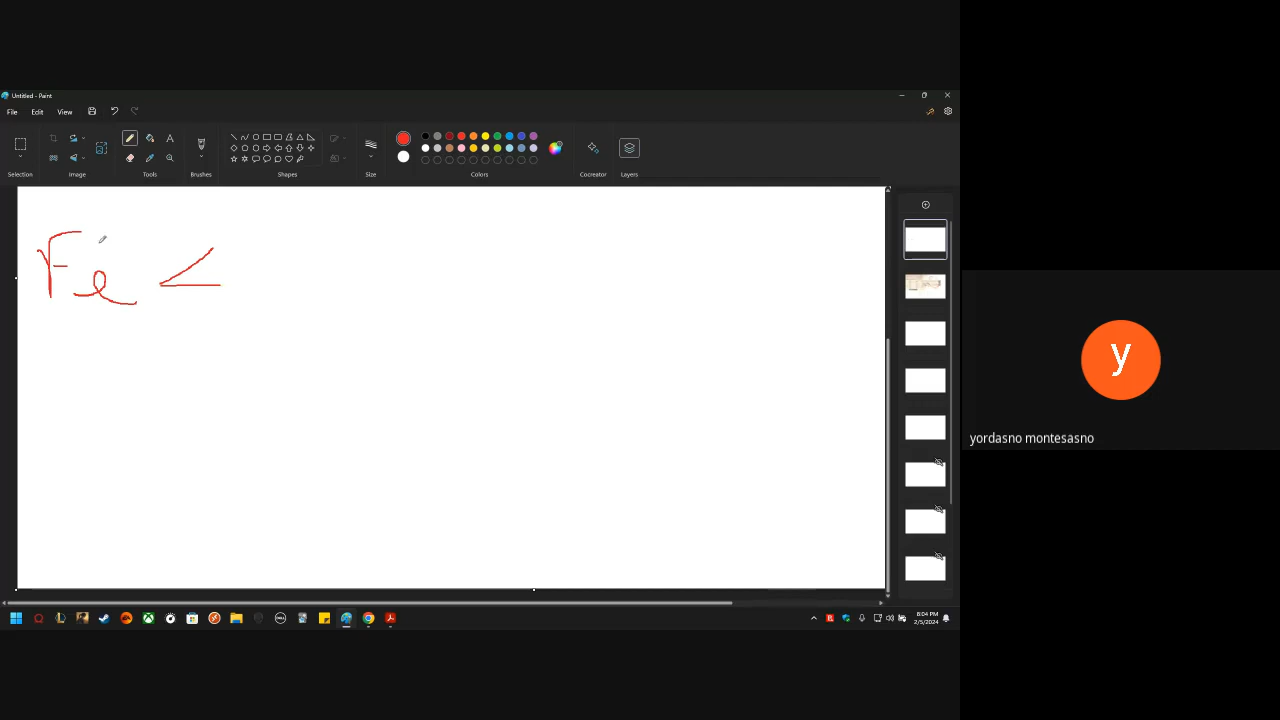 Untitled - Paint
File Edit View
Selection Image Tools Brushes Shapes Size Colors Cocreator Layers
Fe <
y
yordasno montesasno
8:04 PM
2/5/2024